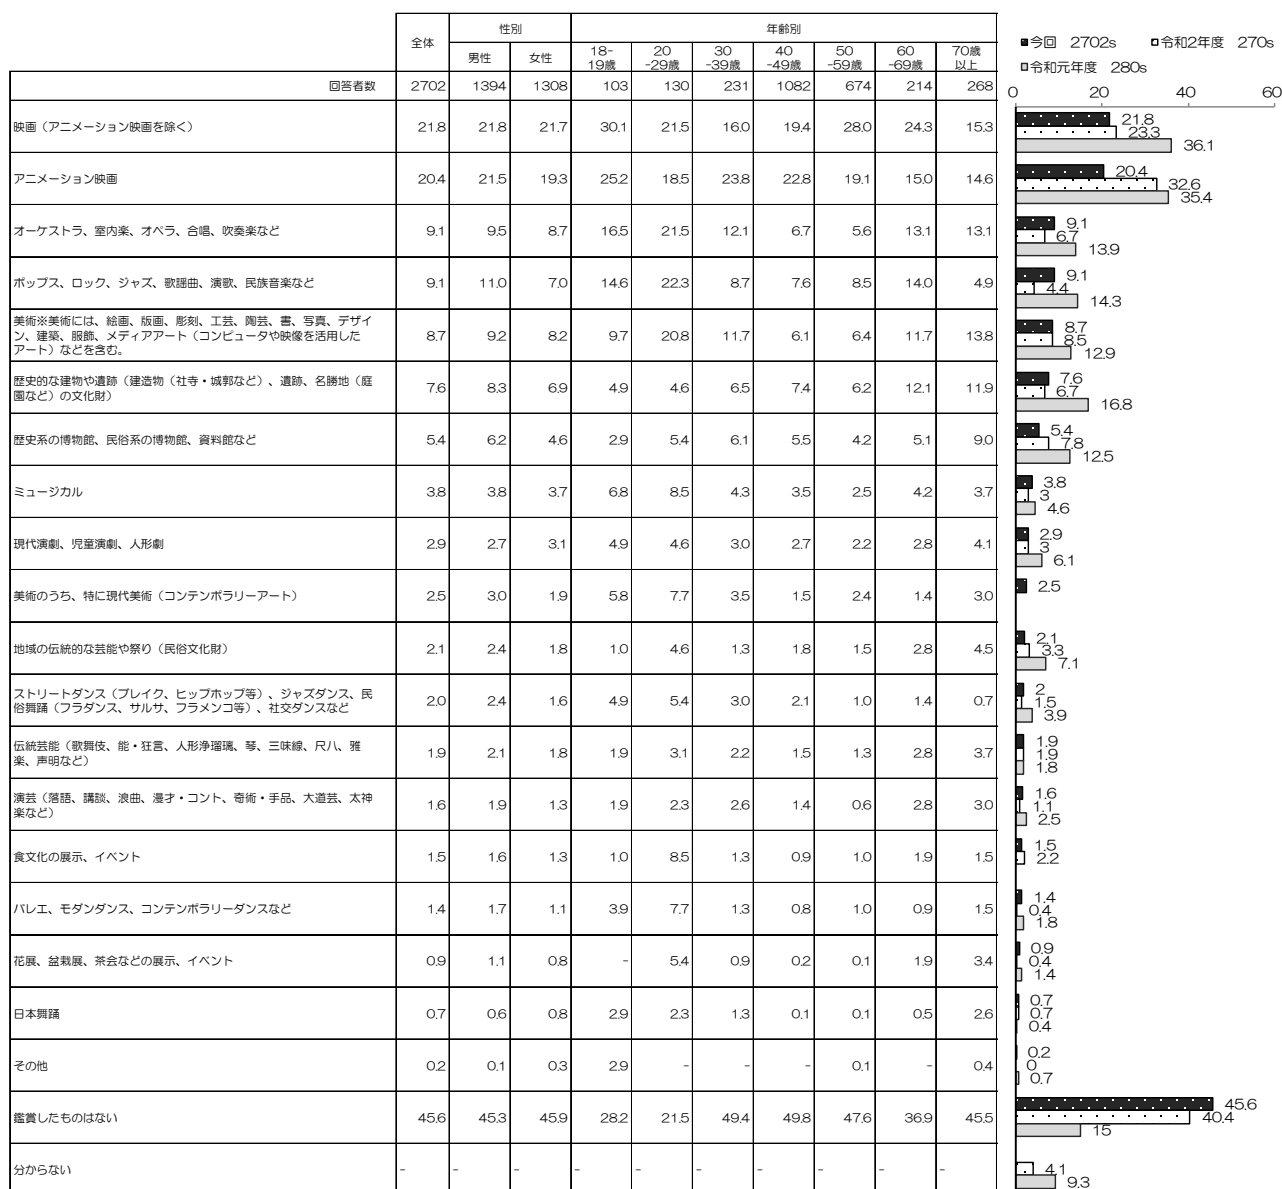 全体 性別 年齢別
男性 女性 18-19歳 20-29歳 30-39歳 40-49歳 50-59歳 60-69歳 70歳以上
■今回　2702s □令和2年度　270s
□令和元年度　280s
0 20 40 60
回答者数 2702 1394 1308 103 130 231 1082 674 214 268
映画（アニメーション映画を除く） 21.8 21.8 21.7 30.1 21.5 16.0 19.4 28.0 24.3 15.3
21.8
23.3
36.1
アニメーション映画 20.4 21.5 19.3 25.2 18.5 23.8 22.8 19.1 15.0 14.6
20.4
32.6
35.4
オーケストラ、室内楽、オペラ、合唱、吹奏楽など 9.1 9.5 8.7 16.5 21.5 12.1 6.7 5.6 13.1 13.1
9.1
6.7
13.9
ポップス、ロック、ジャズ、歌謡曲、演歌、民族音楽など 9.1 11.0 7.0 14.6 22.3 8.7 7.6 8.5 14.0 4.9
9.1
4.4
14.3
美術※美術には、絵画、版画、彫刻、工芸、陶芸、書、写真、デザイ
ン、建築、服飾、メディアアート（コンピュータや映像を活用した
アート）などを含む。 8.7 9.2 8.2 9.7 20.8 11.7 6.1 6.4 11.7 13.8
8.7
8.5
12.9
歴史的な建物や遺跡（建造物（社寺・城郭など）、遺跡、名勝地（庭
園など）の文化財） 7.6 8.3 6.9 4.9 4.6 6.5 7.4 6.2 12.1 11.9
7.6
6.7
16.8
歴史系の博物館、民俗系の博物館、資料館など 5.4 6.2 4.6 2.9 5.4 6.1 5.5 4.2 5.1 9.0
5.4
7.8
12.5
ミュージカル 3.8 3.8 3.7 6.8 8.5 4.3 3.5 2.5 4.2 3.7
3.8
3
4.6
現代演劇、児童演劇、人形劇 2.9 2.7 3.1 4.9 4.6 3.0 2.7 2.2 2.8 4.1
2.9
3
6.1
美術のうち、特に現代美術（コンテンポラリーアート） 2.5 3.0 1.9 5.8 7.7 3.5 1.5 2.4 1.4 3.0
2.5
地域の伝統的な芸能や祭り（民俗文化財） 2.1 2.4 1.8 1.0 4.6 1.3 1.8 1.5 2.8 4.5
2.1
3.3
7.1
ストリートダンス（ブレイク、ヒップホップ等）、ジャズダンス、民
俗舞踊（フラダンス、サルサ、フラメンコ等）、社交ダンスなど 2.0 2.4 1.6 4.9 5.4 3.0 2.1 1.0 1.4 0.7
2
1.5
3.9
伝統芸能（歌舞伎、能・狂言、人形浄瑠璃、琴、三味線、尺八、雅
楽、声明など） 1.9 2.1 1.8 1.9 3.1 2.2 1.5 1.3 2.8 3.7
1.9
1.9
1.8
演芸（落語、講談、浪曲、漫才・コント、奇術・手品、大道芸、太神
楽など） 1.6 1.9 1.3 1.9 2.3 2.6 1.4 0.6 2.8 3.0
1.6
1.1
2.5
食文化の展示、イベント 1.5 1.6 1.3 1.0 8.5 1.3 0.9 1.0 1.9 1.5
1.5
2.2
バレエ、モダンダンス、コンテンポラリーダンスなど 1.4 1.7 1.1 3.9 7.7 1.3 0.8 1.0 0.9 1.5
1.4
0.4
1.8
花展、盆栽展、茶会などの展示、イベント 0.9 1.1 0.8 - 5.4 0.9 0.2 0.1 1.9 3.4
0.9
0.4
1.4
日本舞踊 0.7 0.6 0.8 2.9 2.3 1.3 0.1 0.1 0.5 2.6
0.7
0.7
0.4
その他 0.2 0.1 0.3 2.9 - - - 0.1 - 0.4
0.2
0
0.7
鑑賞したものはない 45.6 45.3 45.9 28.2 21.5 49.4 49.8 47.6 36.9 45.5
45.6
40.4
15
分からない - - - - - - - - - -
4.1
9.3